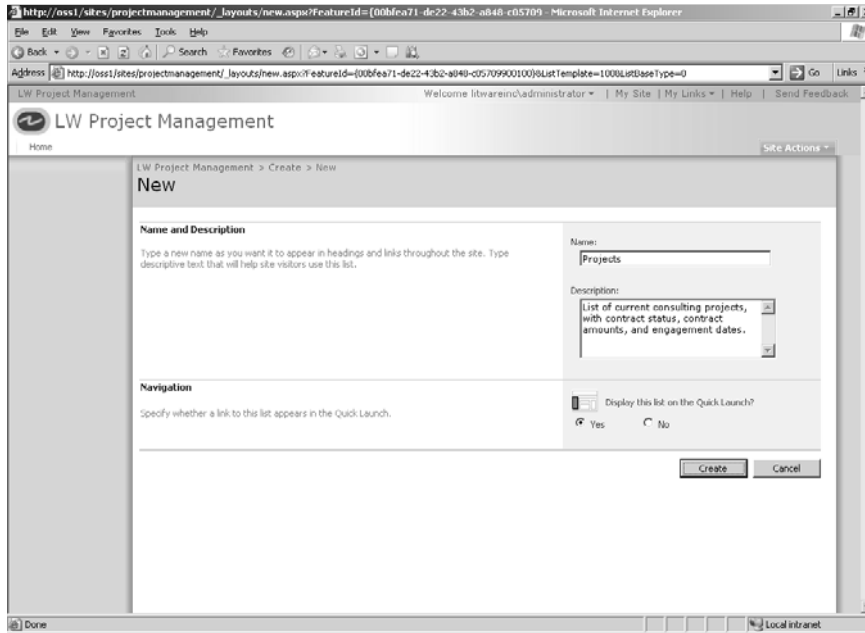 http://oss1/sites/projectmanagement/_layouts/new.aspx?FeatureId={00bfea71-de22-43b2-a848-c05709 - Microsoft Internet Explorer
File Edit View Favorites Tools Help
Back Search Favorites
Address http://oss1/sites/projectmanagement/_layouts/new.aspx?FeatureId={00bfea71-de22-43b2-a848-c05709900100}&ListTemplate=100&ListBaseType=0 Go Links
LW Project Management Welcome litwareinc\administrator | My Site | My Links | Help | Send Feedback
LW Project Management
Home Site Actions
LW Project Management > Create > New
New
Name and Description
Type a new name as you want it to appear in headings and links throughout the site. Type
descriptive text that will help site visitors use this list.
Name:
Projects
Description:
List of current consulting projects,
with contract status, contract
amounts, and engagement dates.
Navigation
Specify whether a link to this list appears in the Quick Launch.
Display this list on the Quick Launch?
Yes No
Create Cancel
Done Local intranet